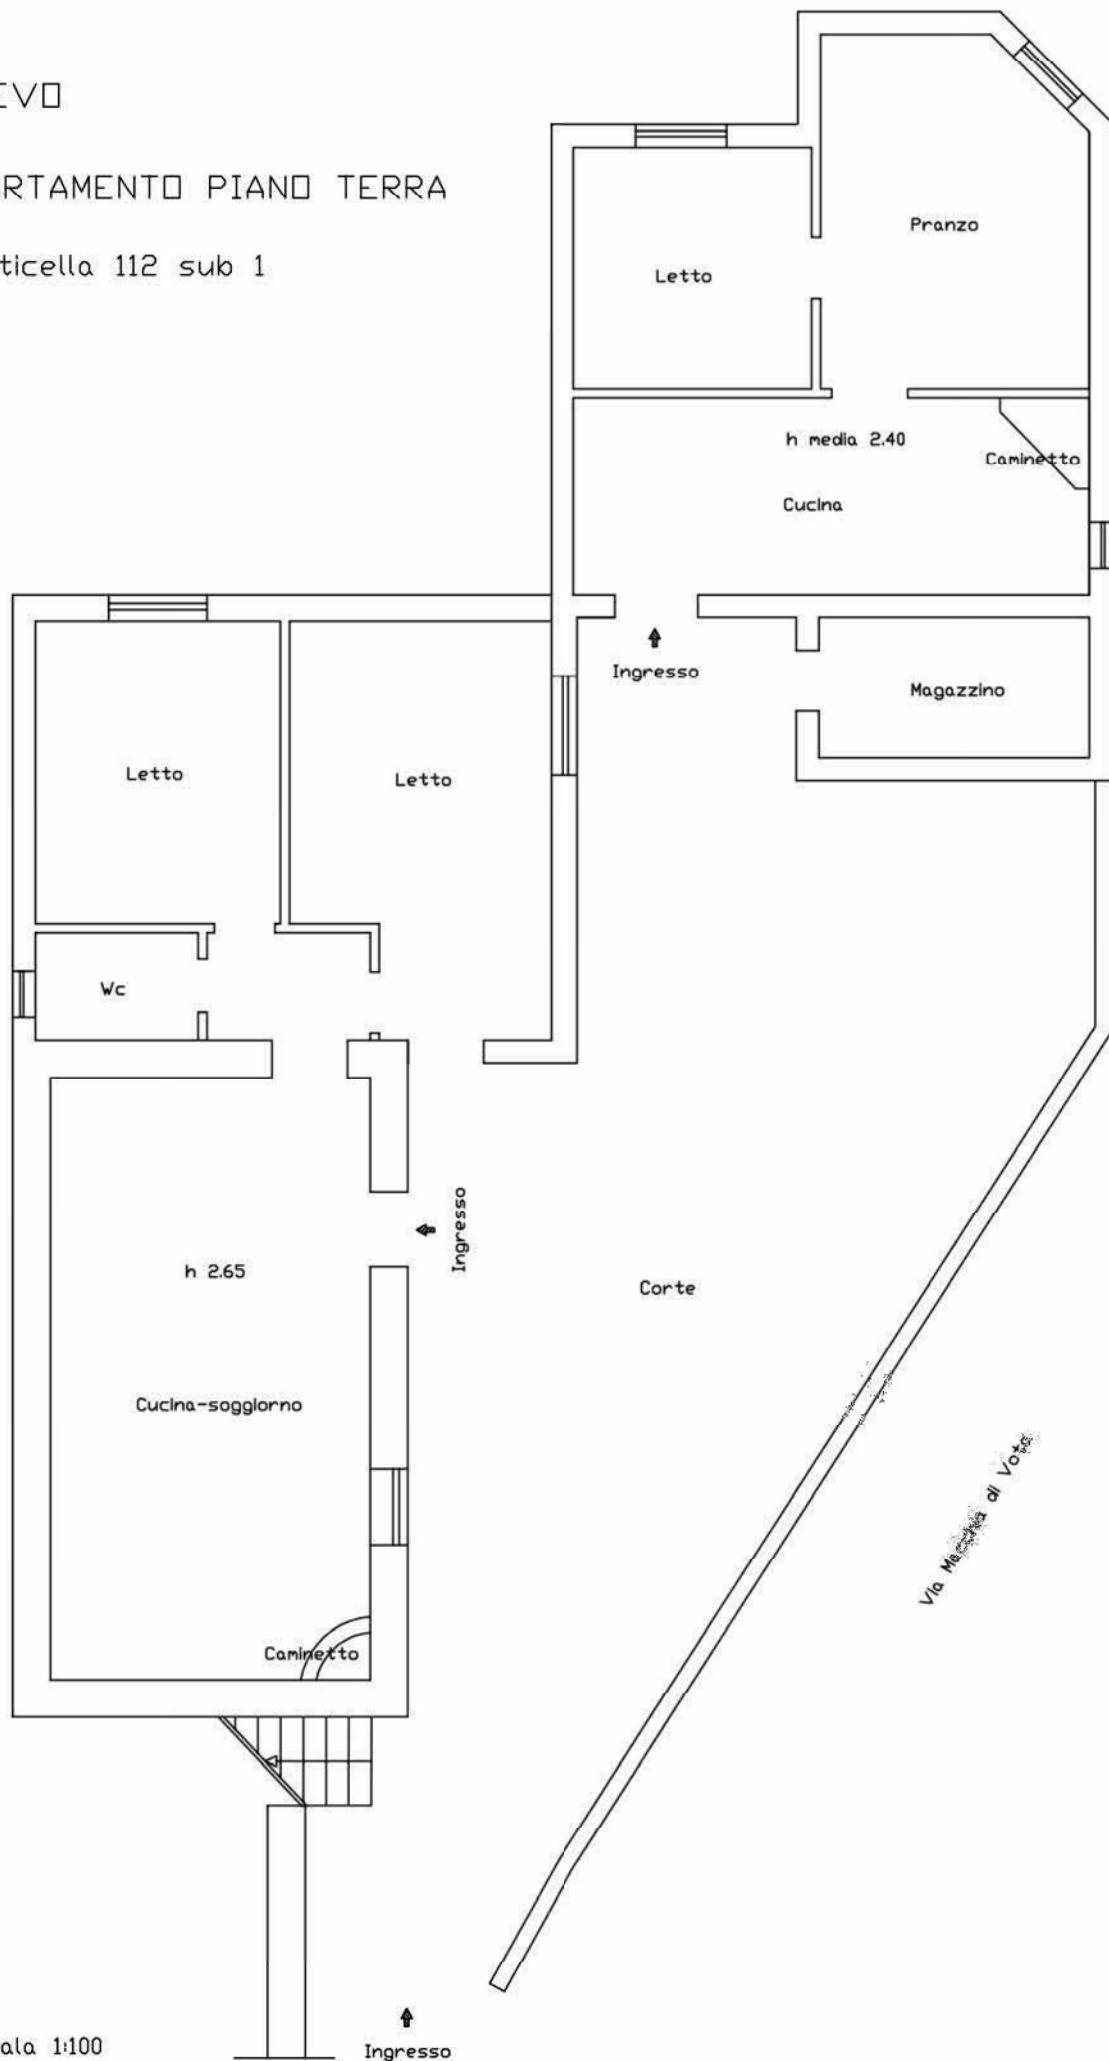 EVO
RTAMENTO PIANO TERRA
ticella 112 sub 1
Pranzo
Letto
h media 2.40
Caminetto
Cucina
Ingresso
Magazzino
Letto
Letto
Wc
Ingresso
h 2.65
Corte
Cucina-soggiorno
Via di Voto
Caminetto
ala 1:100
Ingresso